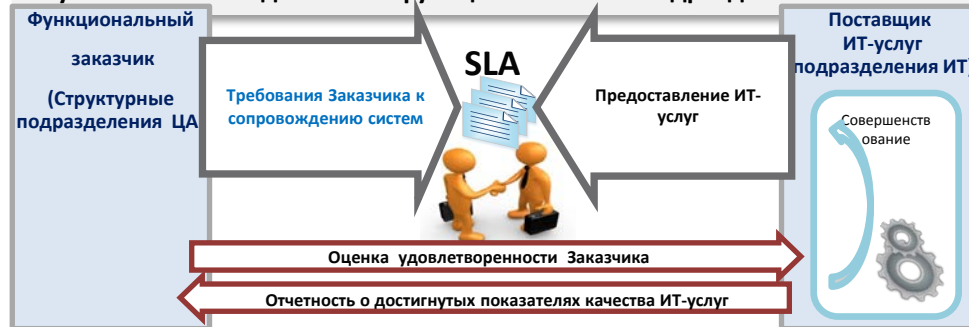 Функциональный
заказчик
(Структурные
подразделения ЦА
Требования Заказчика к
сопровождению систем
SLA
Предоставление ИТ-
услуг
Поставщик
ИТ-услуг
подразделения ИТ)
Совершенств
ование
Оценка удовлетворенности Заказчика
Отчетность о достигнутых показателях качества ИТ-услуг